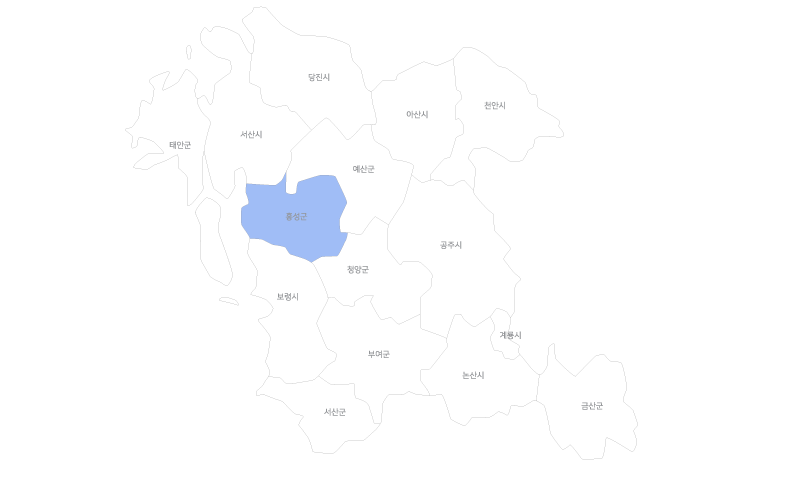 당진시
천안시
아산시
서산시
태안군
예산군
홍성군
공주시
청양군
보령시
계룡시
부여군
논산시
금산군
서산군